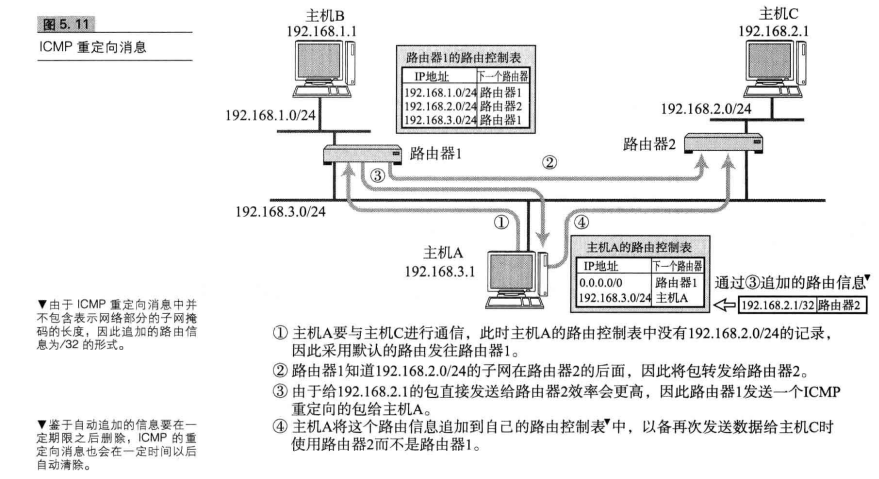 图 5.11
ICMP 重定向消息
主机B
192.168.1.1
主机C
192.168.2.1
路由器1的路由控制表
IP地址 下一个路由器
192.168.1.0/24 路由器1
192.168.2.0/24 路由器2
192.168.3.0/24 路由器1
192.168.1.0/24
192.168.2.0/24
路由器1
路由器2
②
③
192.168.3.0/24
①
④
主机A
192.168.3.1
主机A的路由控制表
IP地址 下一个路由器
0.0.0.0/0 路由器1
192.168.3.0/24 主机A
通过③追加的路由信息▼
192.168.2.1/32 路由器2
▼由于 ICMP 重定向消息中并
不包含表示网络部分的子网掩
码的长度，因此追加的路由信
息为/32 的形式。
① 主机A要与主机C进行通信，此时主机A的路由控制表中没有192.168.2.0/24的记录，
因此采用默认的路由发往路由器1。
② 路由器1知道192.168.2.0/24的子网在路由器2的后面，因此将包转发给路由器2。
③ 由于给192.168.2.1的包直接发送给路由器2效率会更高，因此路由器1发送一个ICMP
重定向的包给主机A。
④ 主机A将这个路由信息追加到自己的路由控制表▼中，以备再次发送数据给主机C时
使用路由器2而不是路由器1。
▼鉴于自动追加的信息要在一
定期限之后删除，ICMP 的重
定向消息也会在一定时间以后
自动清除。